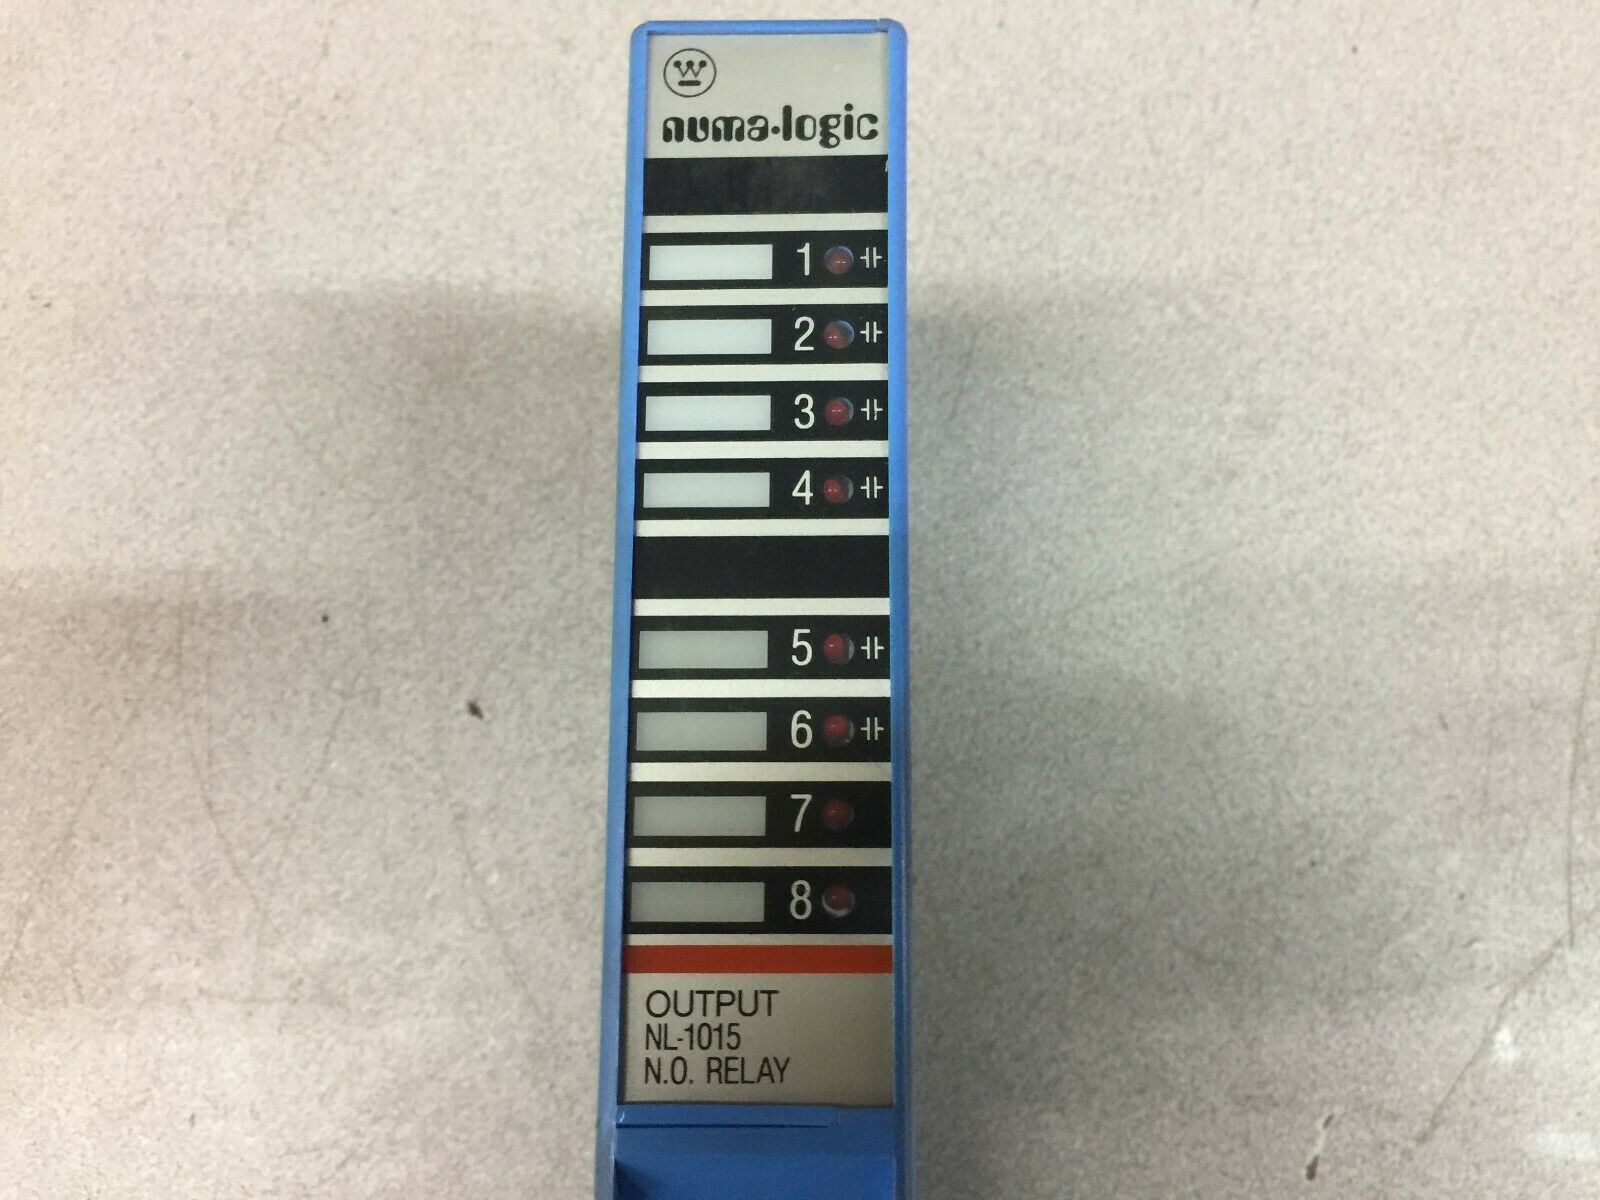 W
numa-logic
1
2
3
4
5
6
7
8
OUTPUT
NL-1015
N.O. RELAY